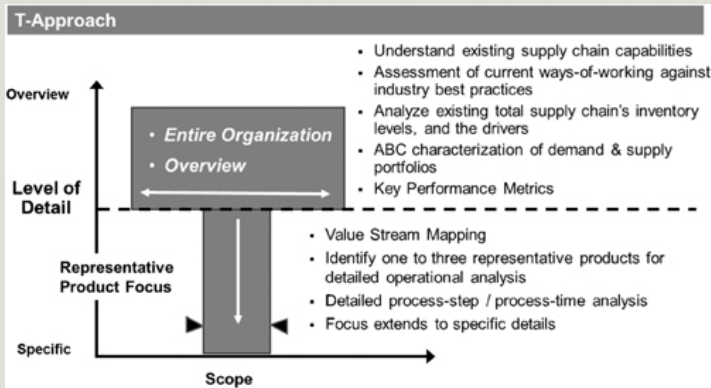 T-Approach
Overview
Level of
Detail
Representative
Product Focus
Specific
Scope
• Entire Organization
• Overview
• Understand existing supply chain capabilities
• Assessment of current ways-of-working against
industry best practices
• Analyze existing total supply chain's inventory
levels, and the drivers
• ABC characterization of demand & supply
portfolios
• Key Performance Metrics
• Value Stream Mapping
• Identify one to three representative products for
detailed operational analysis
• Detailed process-step / process-time analysis
• Focus extends to specific details